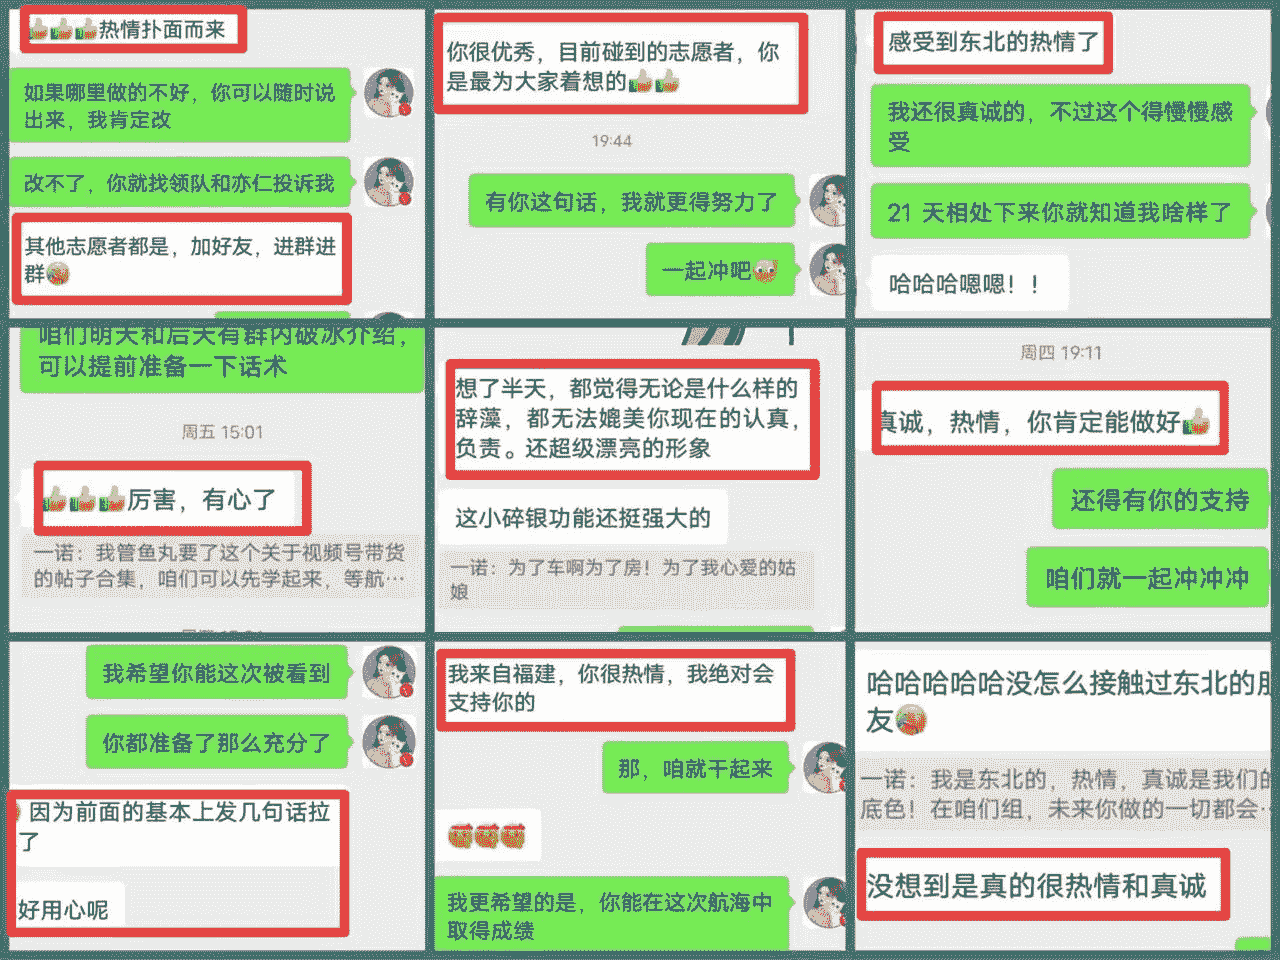 热情扑面而来
如果哪里做的不好，你可以随时说
出来，我肯定改
改不了，你就找领队和亦仁投诉我
其他志愿者都是，加好友，进群进
群
你很优秀，目前碰到的志愿者，你
是最为大家着想的
19:44
有你这句话，我就更得努力了
一起冲吧
感受到东北的热情了
我还很真诚的，不过这个得慢慢感
受
21 天相处下来你就知道我啥样了
哈哈哈嗯嗯！！
咱们明天和后天有群内破冰介绍，
可以提前准备一下话术
周五 15:01
厉害，有心了
一诺：我管鱼丸要了这个关于视频号带货
的帖子合集，咱们可以先学起来，等航…
想了半天，都觉得无论是什么样的
辞藻，都无法媲美你现在的认真，
负责。还超级漂亮的形象
这小碎银功能还挺强大的
一诺：为了车啊为了房！为了我心爱的姑
娘
周四 19:11
真诚，热情，你肯定能做好
还得有你的支持
咱们就一起冲冲冲
我希望你能这次被看到
你都准备了那么充分了
因为前面的基本上发几句话拉
了
好用心呢
我来自福建，你很热情，我绝对会
支持你的
那，咱就干起来
我更希望的是，你能在这次航海中
取得成绩
哈哈哈哈哈没怎么接触过东北的朋
友
一诺：我是东北的，热情，真诚是我们的
底色！在咱们组，未来你做的一切都会…
没想到是真的很热情和真诚